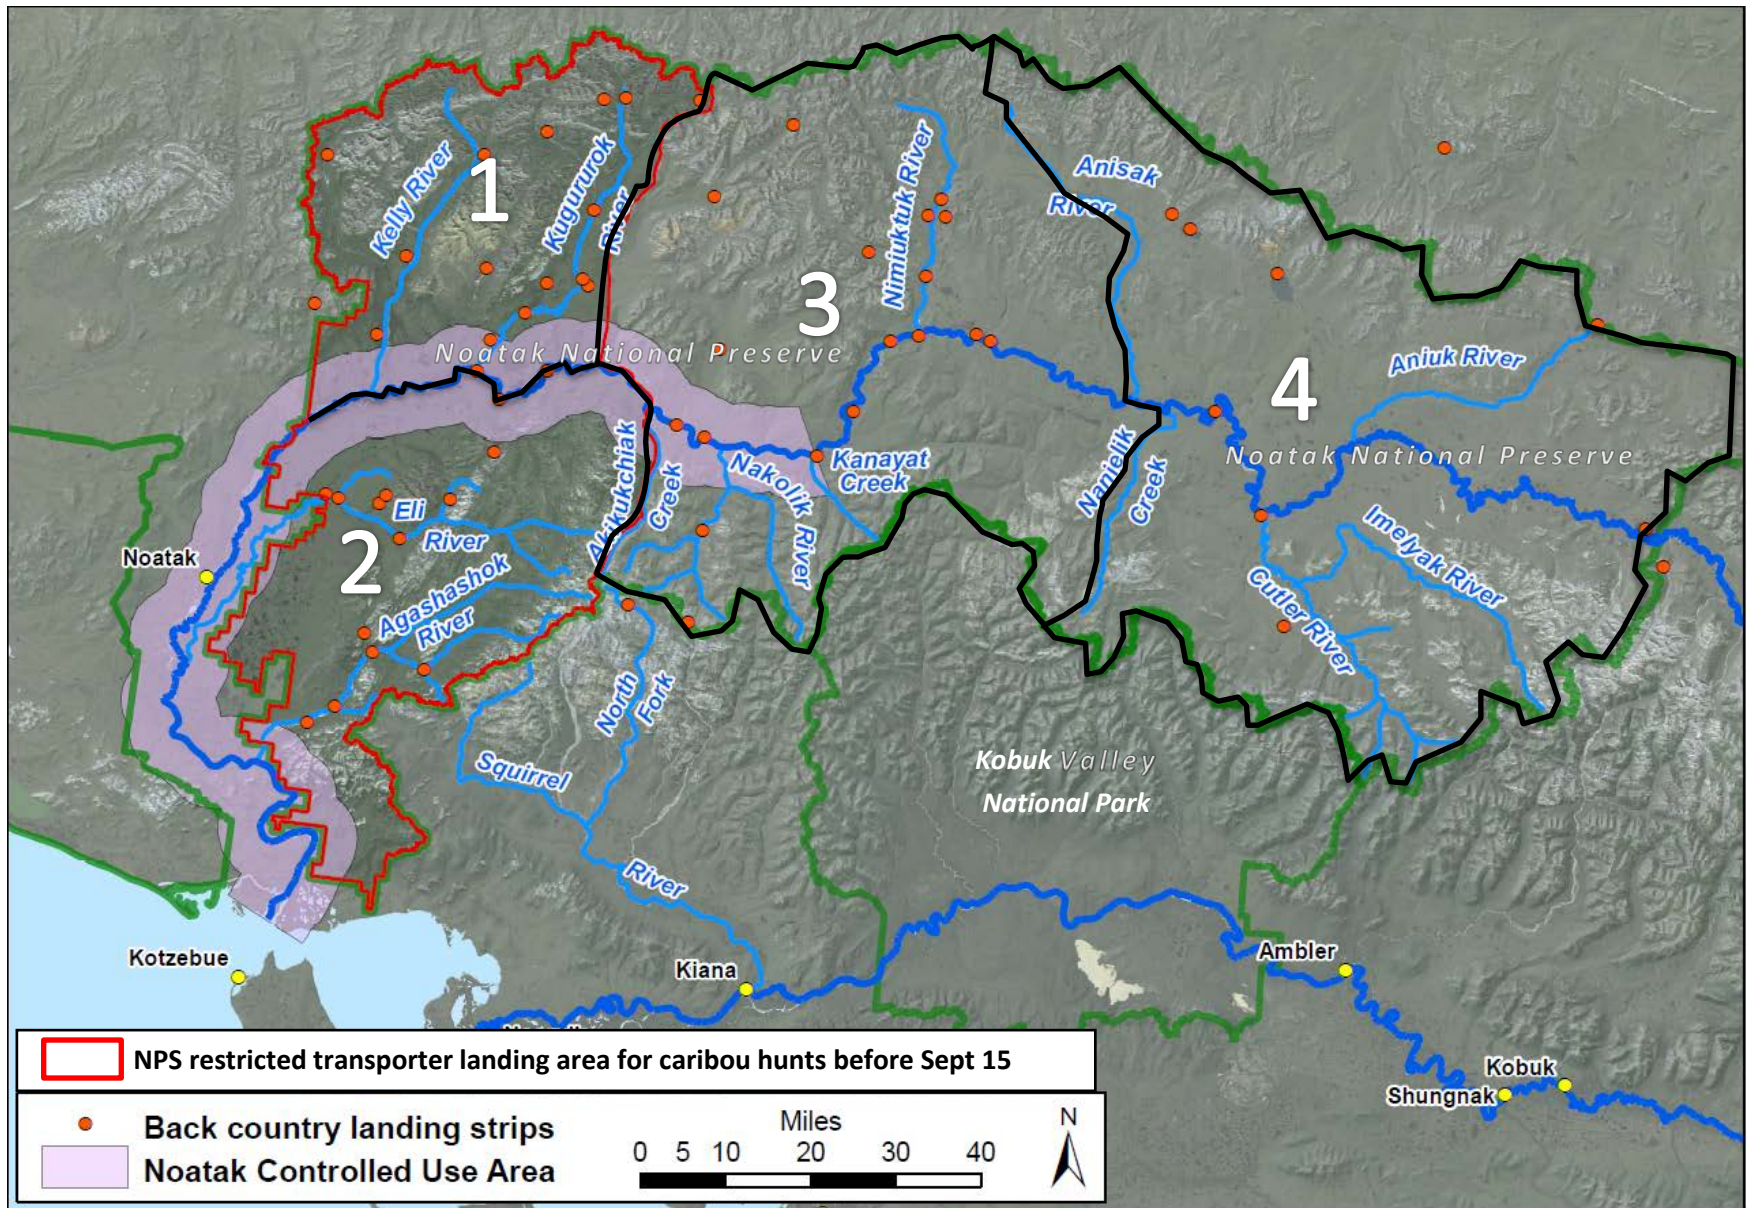 1
Kelly River
Kugururok
River
Nimiuktuk River
Anisak
River
3
Noatak National Preserve
4
Aniuk River
Noatak National Preserve
Akikukchiak
Creek
Nakolik River
Kanayat
Creek
Nanielik
Creek
Eli
River
2
Noatak
Agashashok
River
Cutler River
Imelyak River
North
Fork
Squirrel
River
Kobuk Valley
National Park
Kotzebue
Kiana
Ambler
Kobuk
Shungnak
NPS restricted transporter landing area for caribou hunts before Sept 15
Back country landing strips
Noatak Controlled Use Area
Miles
0 5 10 20 30 40
N